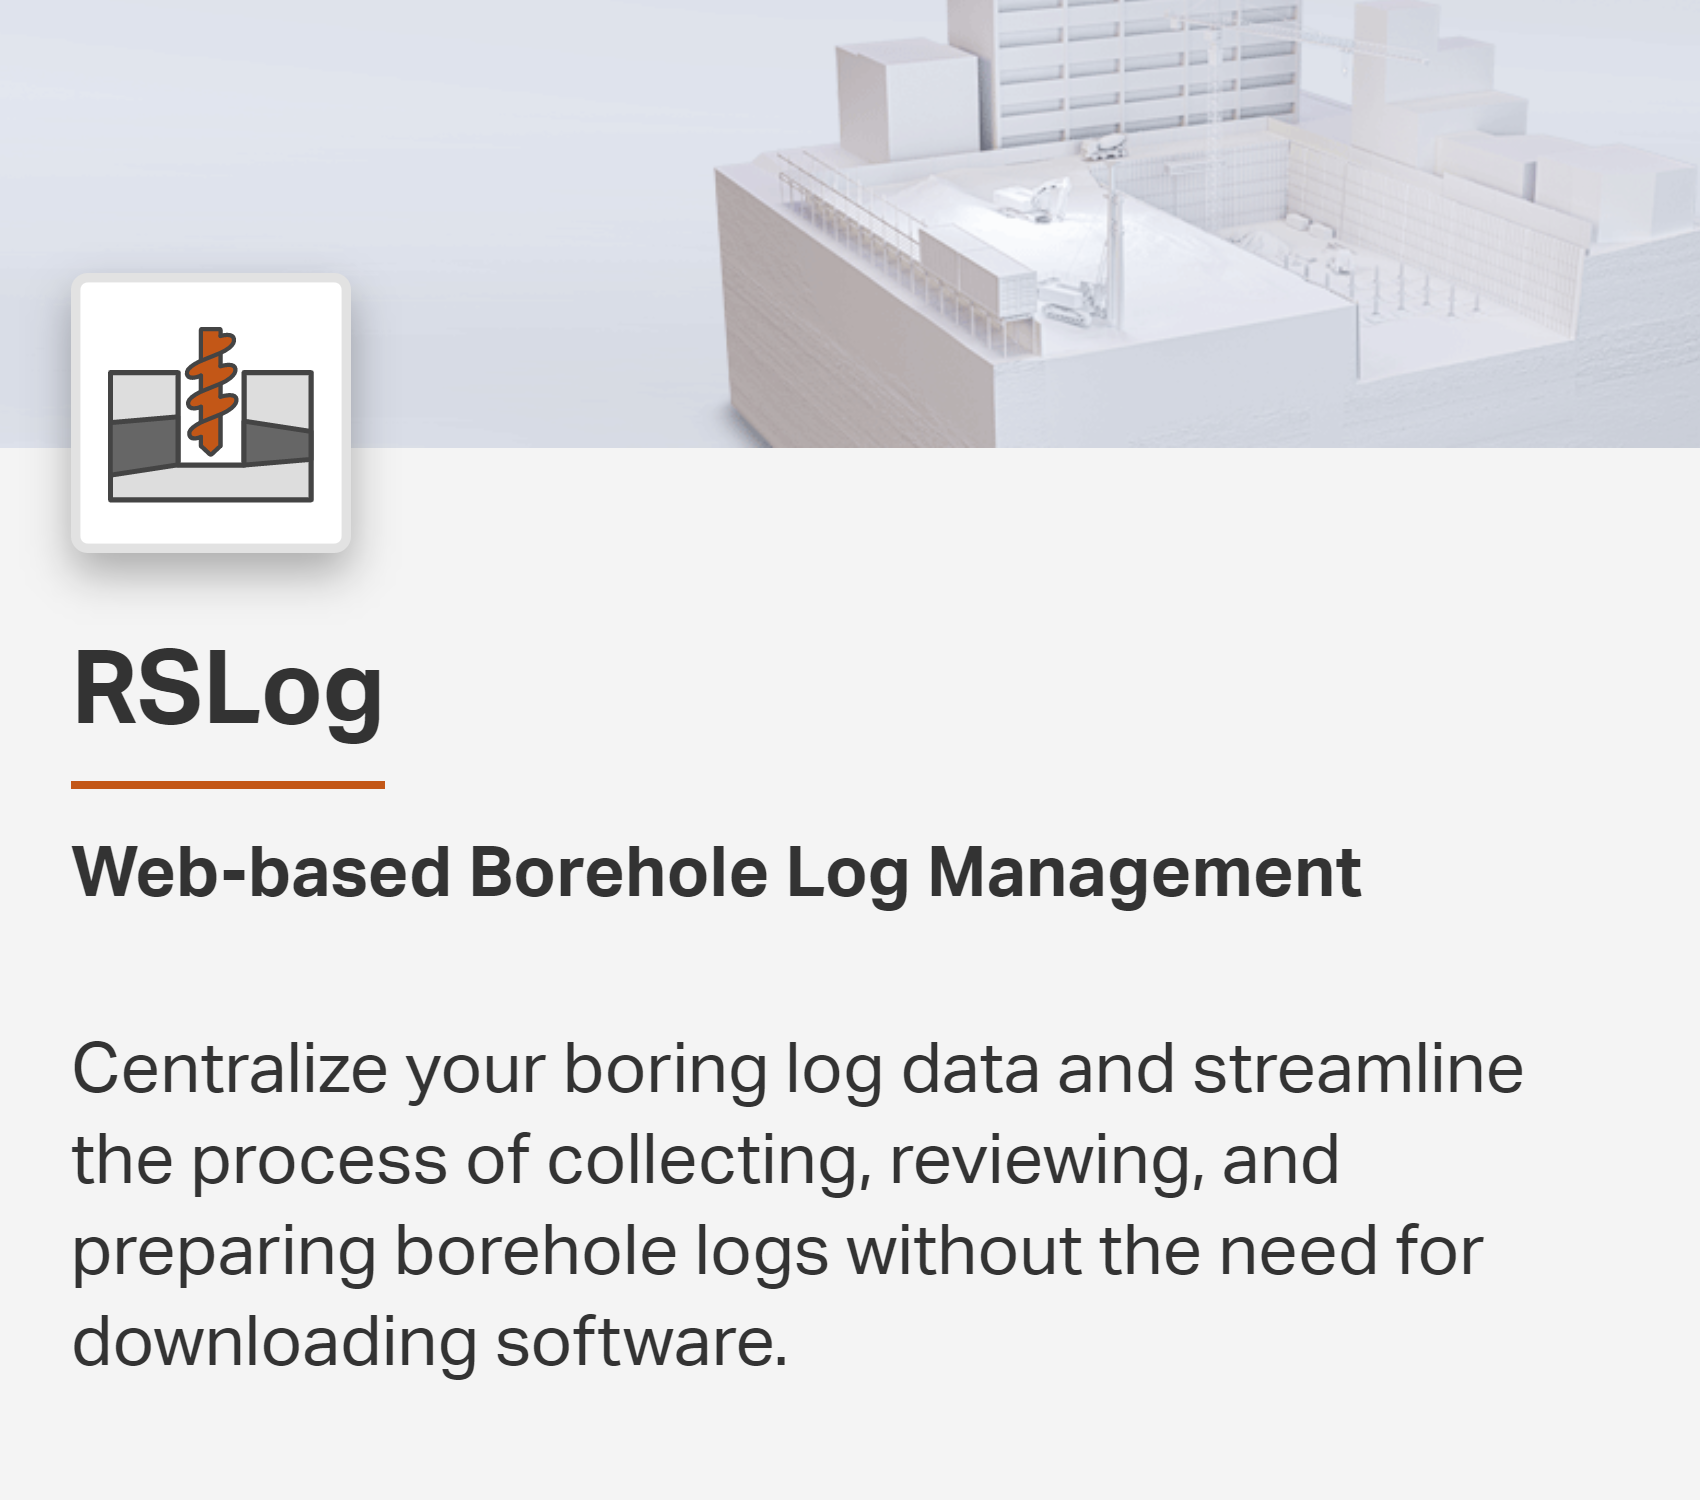 RSLog
Web-based Borehole Log Management
Centralize your boring log data and streamline
the process of collecting, reviewing, and
preparing borehole logs without the need for
downloading software.